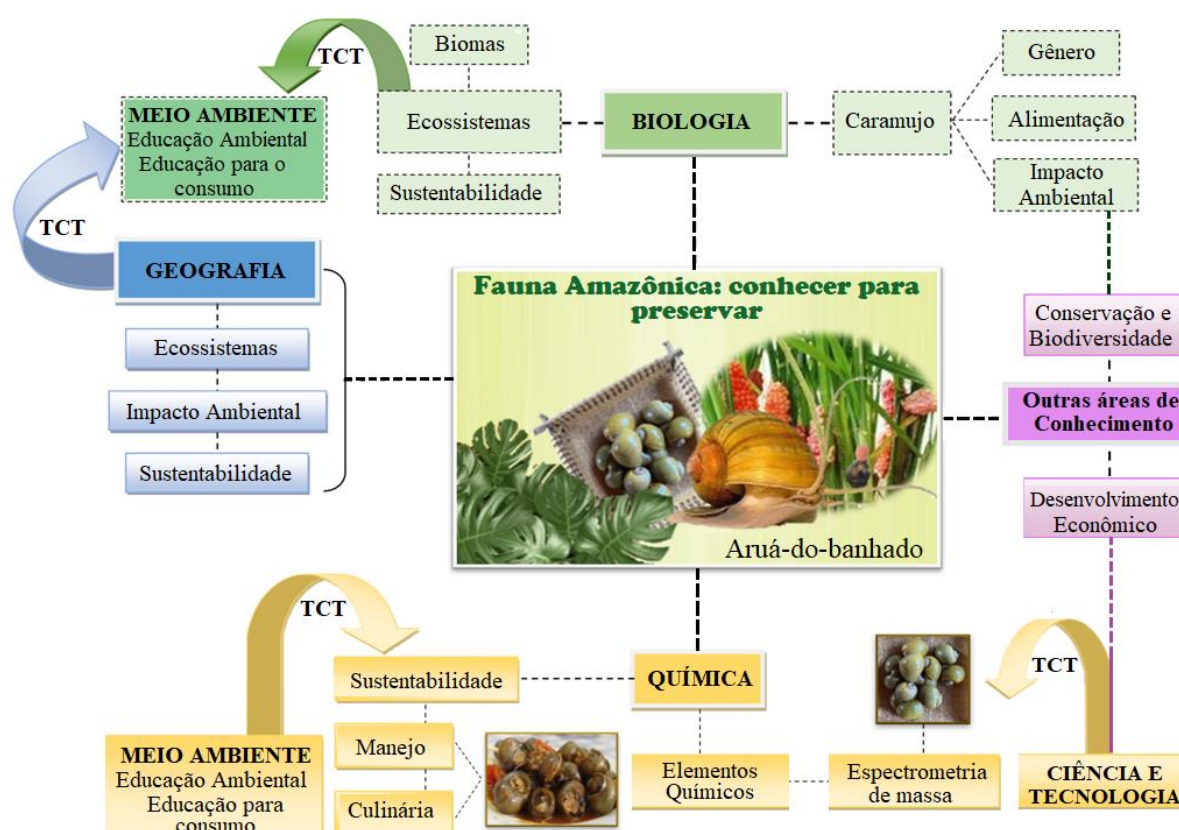 TCT
Biomas
MEIO AMBIENTE
Educação Ambiental
Educação para o
consumo
Ecossistemas
Sustentabilidade
BIOLOGIA
Caramujo
Gênero
Alimentação
Impacto
Ambiental
TCT
GEOGRAFIA
Ecossistemas
Impacto Ambiental
Sustentabilidade
Fauna Amazônica: conhecer para
preservar
Aruá-do-banhado
Conservação e
Biodiversidade
Outras áreas de
Conhecimento
Desenvolvimento
Econômico
TCT
Sustentabilidade
Manejo
Culinária
MEIO AMBIENTE
Educação Ambiental
Educação para
consumo
QUÍMICA
Elementos
Químicos
Espectrometria
de massa
TCT
CIÊNCIA E
TECNOLOGIA